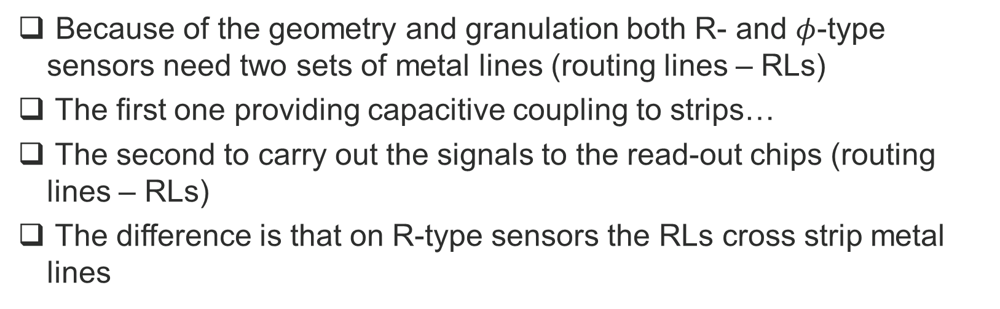 ❑ Because of the geometry and granulation both R- and ϕ-type
sensors need two sets of metal lines (routing lines – RLs)
❑ The first one providing capacitive coupling to strips…
❑ The second to carry out the signals to the read-out chips (routing
lines – RLs)
❑ The difference is that on R-type sensors the RLs cross strip metal
lines